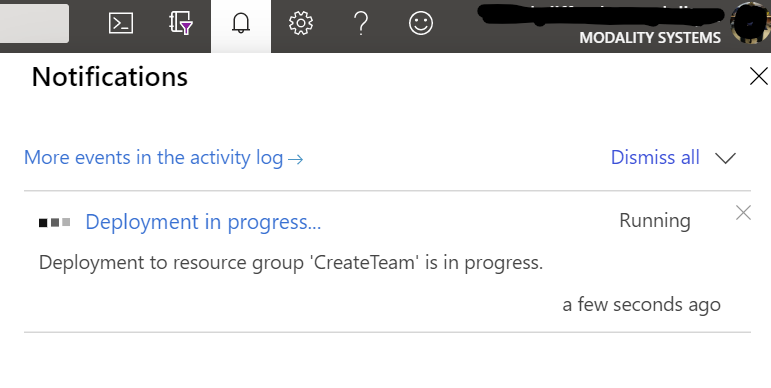 MODALITY SYSTEMS
Notifications
More events in the activity log →
Dismiss all
Deployment in progress...
Running
Deployment to resource group 'CreateTeam' is in progress.
a few seconds ago